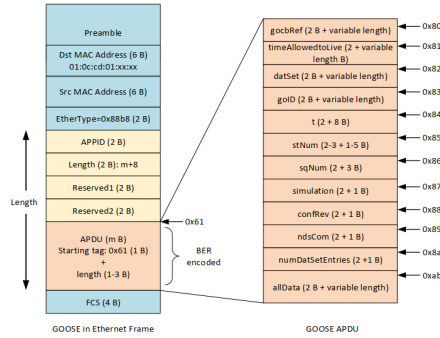 Preamble
Dst MAC Address (6 B)
01:0c:cd:01:xx:xx
Src MAC Address (6 B)
EtherType=0x88b8 (2 B)
APPID (2 B)
Length (2 B): m+8
Reserved1 (2 B)
Reserved2 (2 B)
APDU (m B)
Starting tag: 0x61 (1 B)
+
length (1-3 B)
FCS (4 B)
GOOSE in Ethernet Frame
Length
0x61
BER
encoded
gocbRef (2 B + variable length)
timeAllowedtoLive (2 + variable
length B)
datSet (2 B + variable length)
goID (2 B + variable length)
t (2 + 8 B)
stNum (2-3 + 1-5 B)
sqNum (2 + 3 B)
simulation (2 + 1 B)
confRev (2 + 1 B)
ndsCom (2 + 1 B)
numDatSetEntries (2 +1 B)
allData (2 B + variable length)
GOOSE APDU
0x80
0x81
0x82
0x83
0x84
0x85
0x86
0x87
0x88
0x89
0x8a
0xab